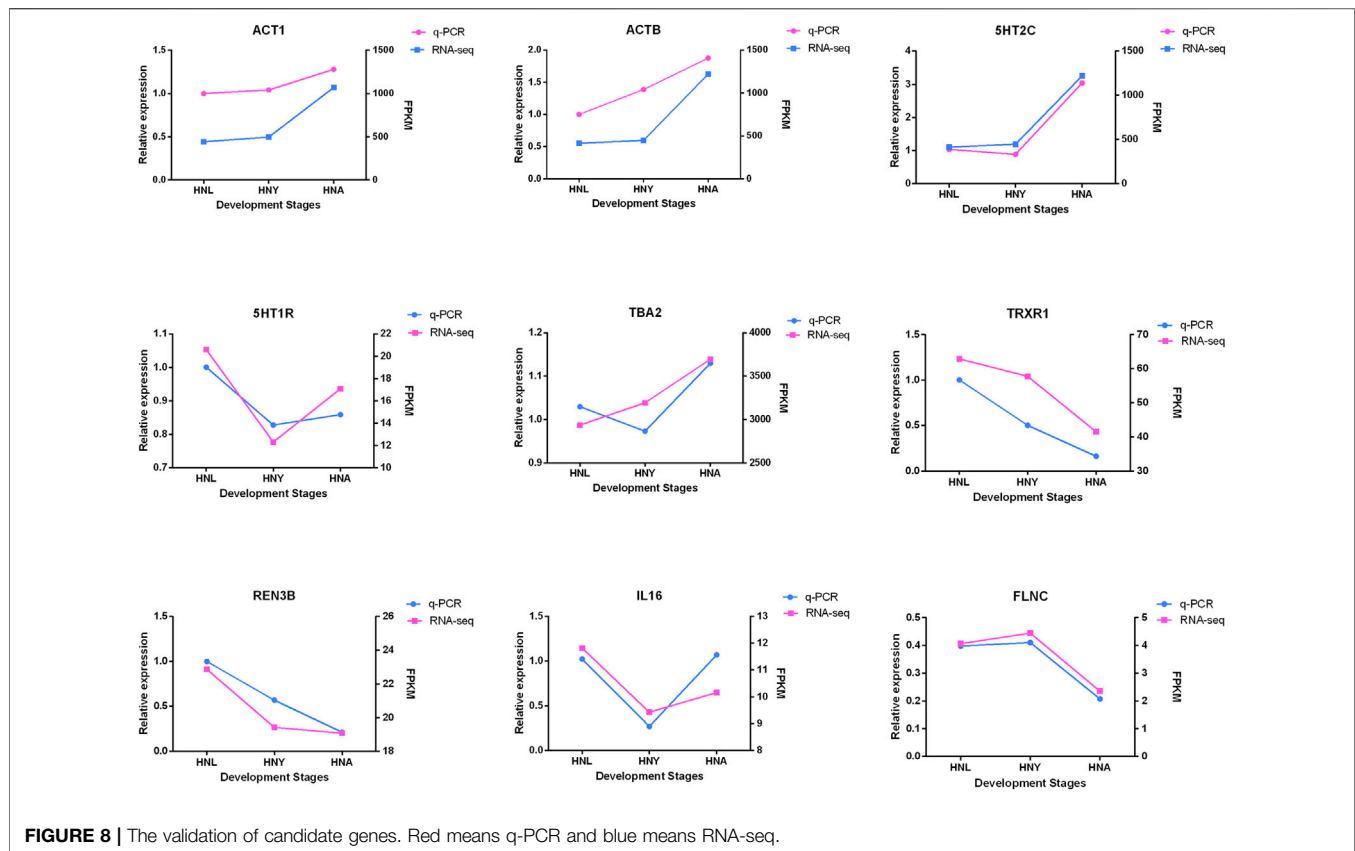 ACT1
q-PCR
RNA-seq
Relative expression
1.5
1.0
0.5
0.0
1500
1000
500
0
FPKM
HNL HNY HNA
Development Stages
ACTB
q-PCR
RNA-seq
Relative expression
2.0
1.5
1.0
0.5
0.0
1500
1000
500
0
FPKM
HNL HNY HNA
Development Stages
5HT2C
q-PCR
RNA-seq
Relative expression
4
3
2
1
0
1500
1000
500
0
FPKM
HNL HNY HNA
Development Stages
5HT1R
q-PCR
RNA-seq
Relative expression
1.1
1.0
0.9
0.8
0.7
22
20
18
16
14
12
10
FPKM
HNL HNY HNA
Development Stages
TBA2
q-PCR
RNA-seq
Relative expression
1.2
1.1
1.0
0.9
4000
3500
3000
2500
FPKM
HNL HNY HNA
Development Stages
TRXR1
q-PCR
RNA-seq
Relative expression
1.5
1.0
0.5
0.0
70
60
50
40
30
FPKM
HNL HNY HNA
Development Stages
REN3B
q-PCR
RNA-seq
Relative expression
1.5
1.0
0.5
0.0
26
24
22
20
18
FPKM
HNL HNY HNA
Development Stages
IL16
q-PCR
RNA-seq
Relative expression
1.5
1.0
0.5
0.0
13
12
11
10
9
8
FPKM
HNL HNY HNA
Development Stages
FLNC
q-PCR
RNA-seq
Relative expression
0.5
0.4
0.3
0.2
0.1
0.0
5
4
3
2
1
0
FPKM
HNL HNY HNA
Development Stages
FIGURE 8 | The validation of candidate genes. Red means q-PCR and blue means RNA-seq.